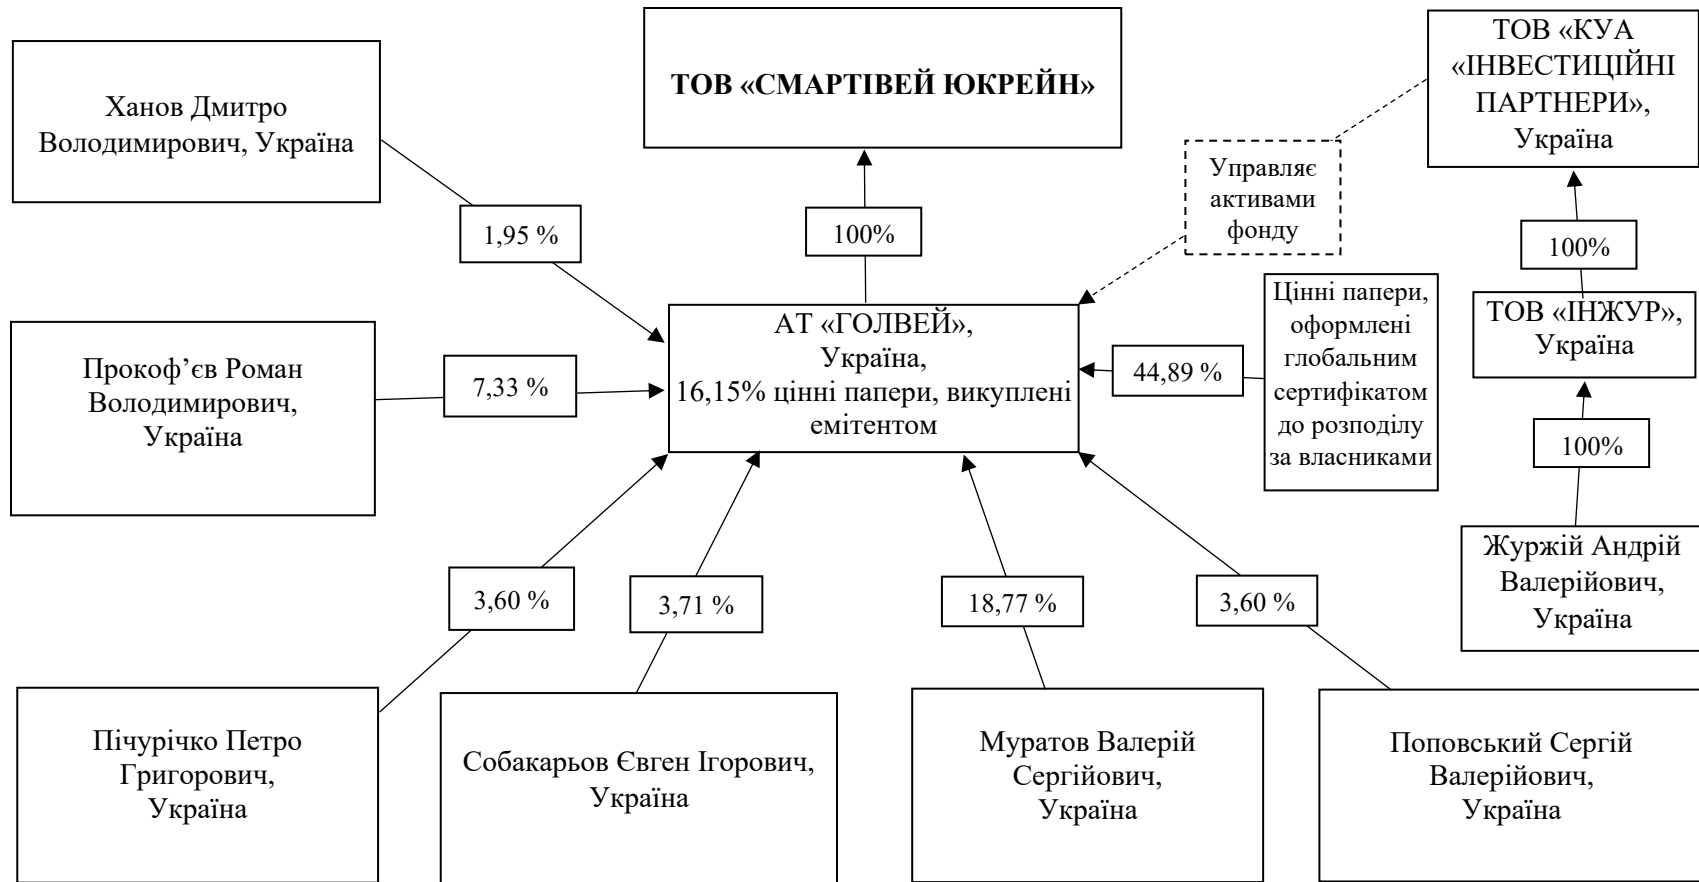 ТОВ «СМАРТІВЕЙ ЮКРЕЙН»
ТОВ «КУА
«ІНВЕСТИЦІЙНІ
ПАРТНЕРИ»,
Україна
Ханов Дмитро
Володимирович, Україна
Управляє
активами
фонду
1,95 %
100%
100%
АТ «ГОЛВЕЙ»,
Україна,
16,15% цінні папери, викуплені
емітентом
Цінні папери,
оформлені
глобальним
сертифікатом
до розподілу
за власниками
ТОВ «ІНЖУР»,
Україна
Прокоф’єв Роман
Володимирович,
Україна
7,33 %
44,89 %
100%
Журжій Андрій
Валерійович,
Україна
3,60 %
3,71 %
18,77 %
3,60 %
Пічурічко Петро
Григорович,
Україна
Собакарьов Євген Ігорович,
Україна
Муратов Валерій
Сергійович,
Україна
Поповський Сергій
Валерійович,
Україна